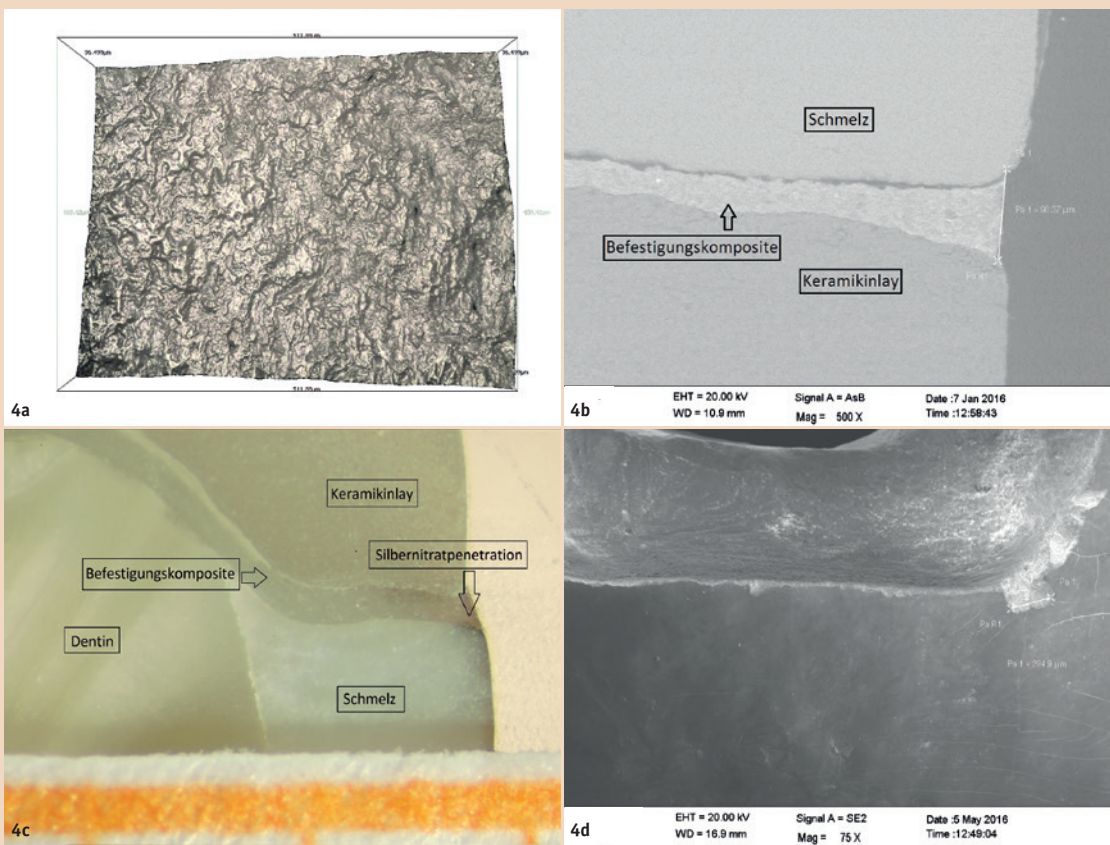 4a
Schmelz
Befestigungskomposite
Keramikinlay
EHT = 20.00 kV
Signal A = AsB
Date :7 Jan 2016
WD = 10.9 mm
Mag = 500 X
Time :12:58:43
4b
Keramikinlay
Silbernitratpenetration
Befestigungskomposite
Dentin
Schmelz
4c
Pa R1
EHT = 20.00 kV
Signal A = SE2
Date :5 May 2016
WD = 16.9 mm
Mag = 75 X
Time :12:49:04
4d